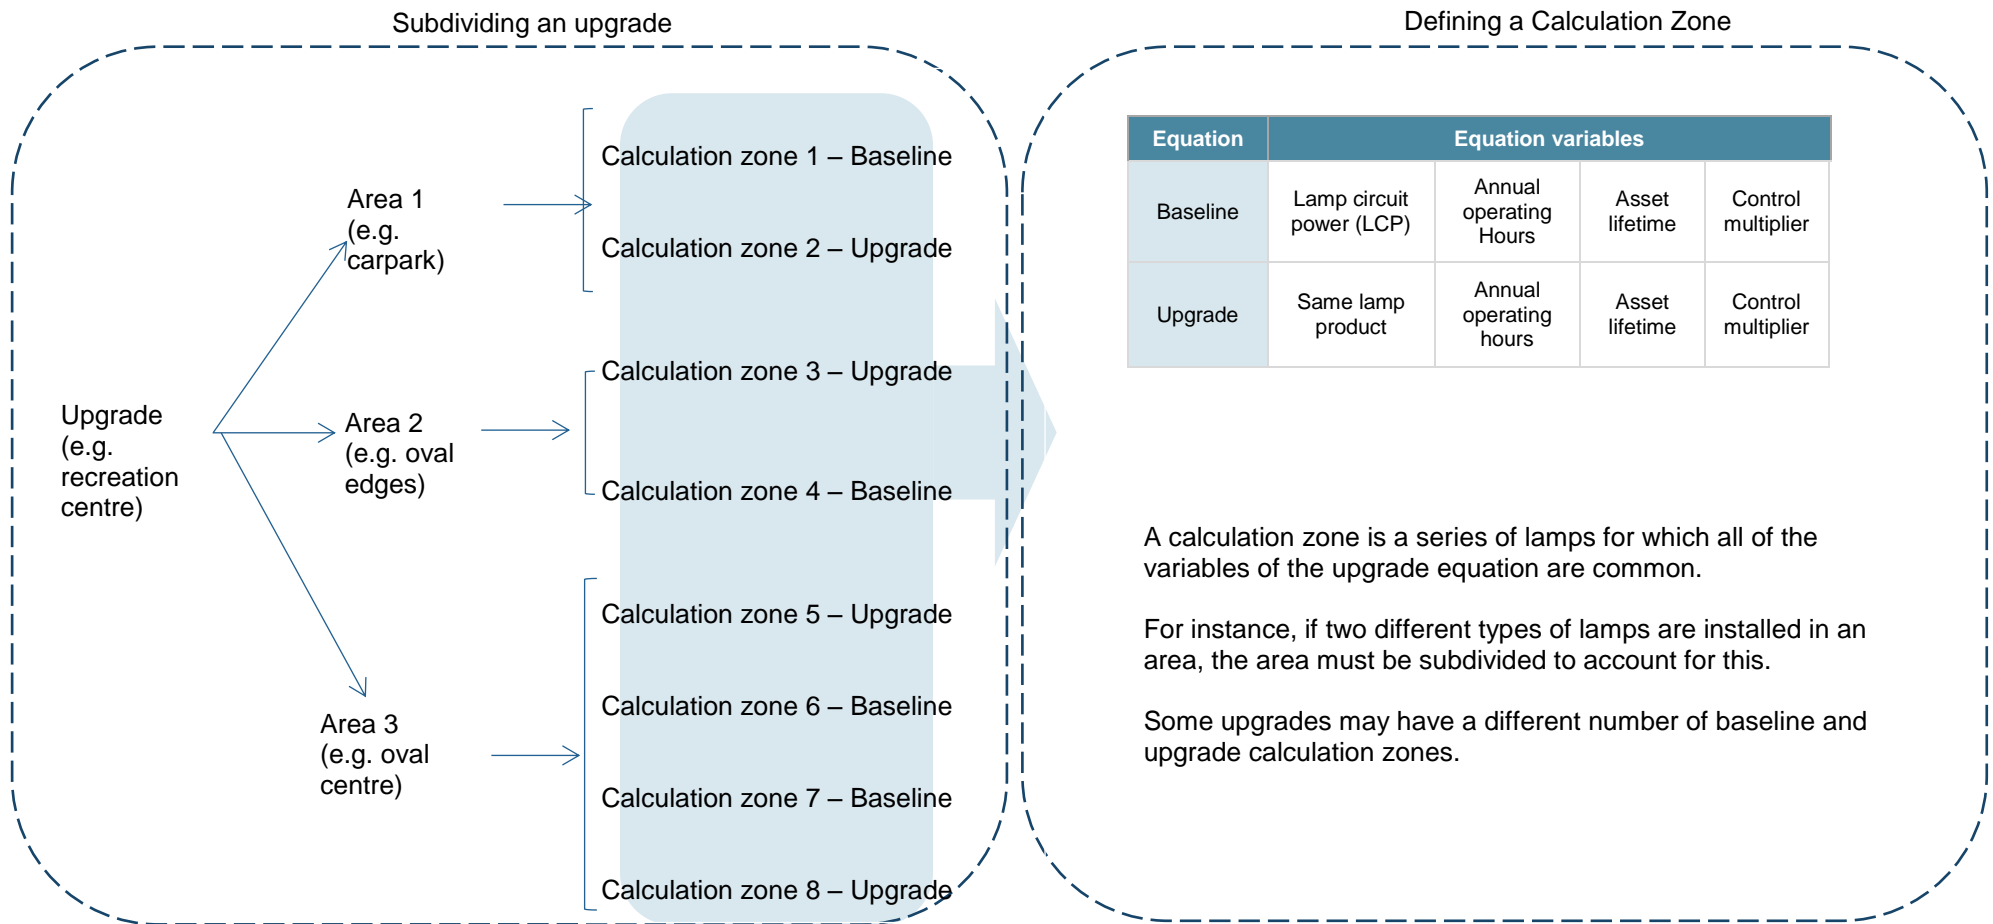 Subdividing an upgrade
Upgrade
(e.g.
recreation
centre)
Area 1
(e.g.
carpark)
Area 2
(e.g. oval
edges)
Area 3
(e.g. oval
centre)
Calculation zone 1 – Baseline
Calculation zone 2 – Upgrade
Calculation zone 3 – Upgrade
Calculation zone 4 – Baseline
Calculation zone 5 – Upgrade
Calculation zone 6 – Baseline
Calculation zone 7 – Baseline
Calculation zone 8 – Upgrade
Defining a Calculation Zone
Equation
Equation variables
Baseline
Lamp circuit
power (LCP)
Annual
operating
Hours
Asset
lifetime
Control
multiplier
Upgrade
Same lamp
product
Annual
operating
hours
Asset
lifetime
Control
multiplier
A calculation zone is a series of lamps for which all of the
variables of the upgrade equation are common.
For instance, if two different types of lamps are installed in an
area, the area must be subdivided to account for this.
Some upgrades may have a different number of baseline and
upgrade calculation zones.